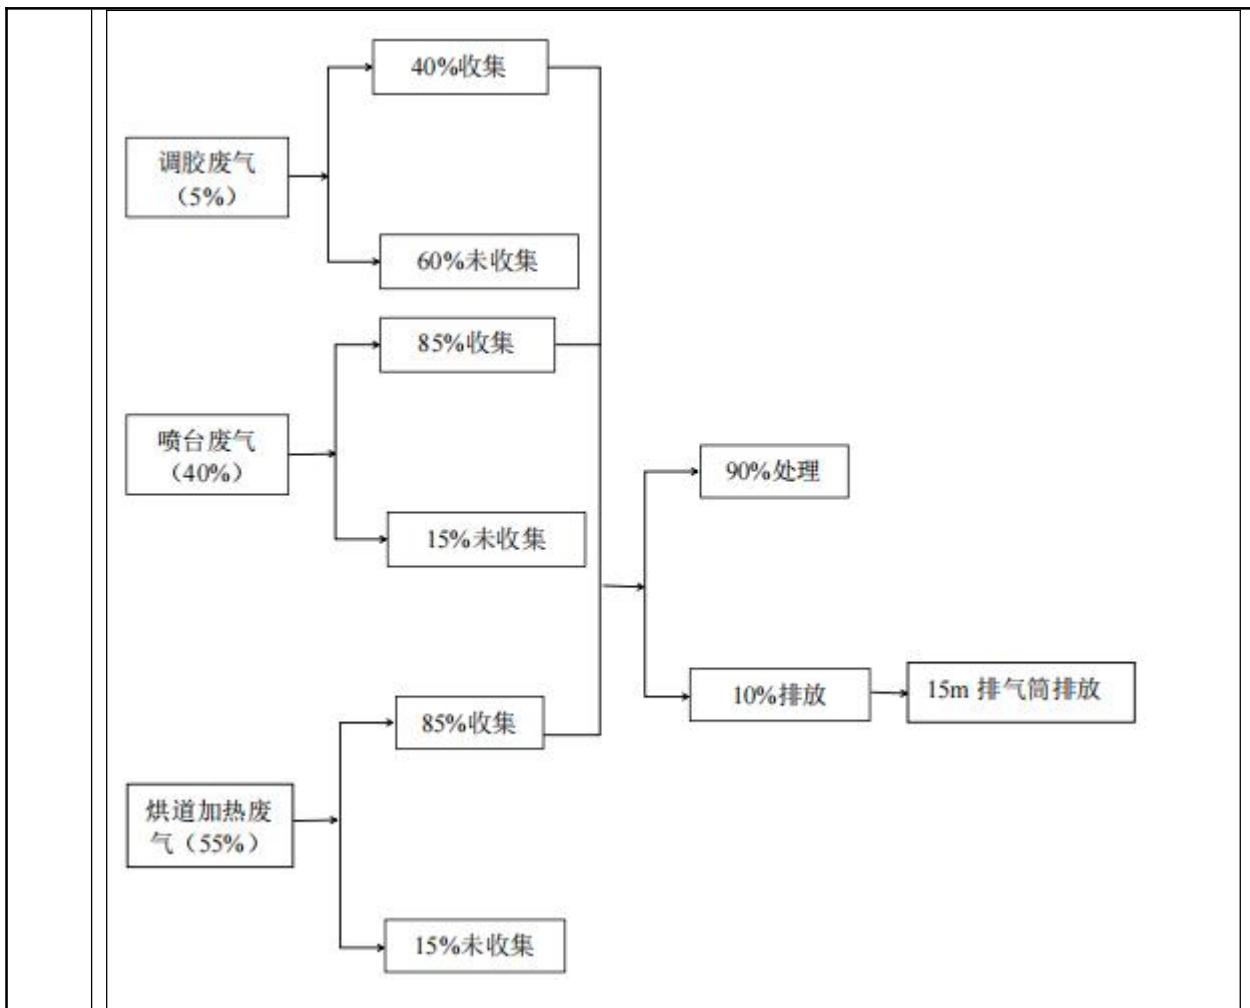 40%收集
调胶废气
（5%）
60%未收集
85%收集
喷台废气
（40%）
90%处理
15%未收集
10%排放
15m 排气筒排放
85%收集
烘道加热废
气（55%）
15%未收集